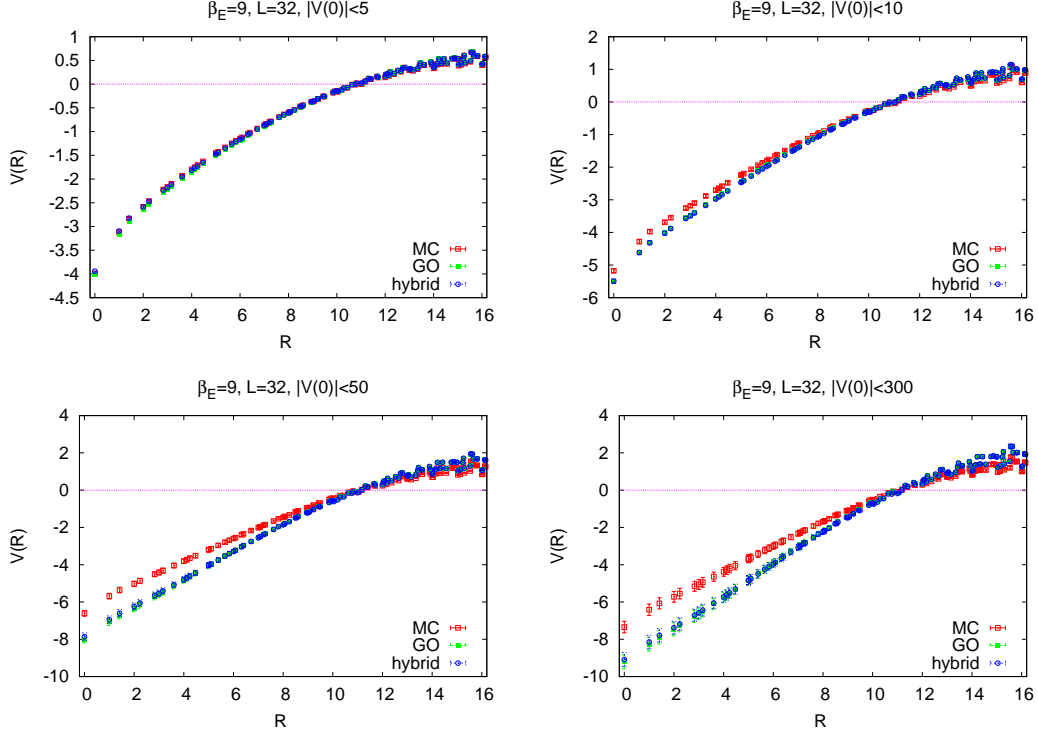 β_E=9, L=32, |V(0)|<5
V(R)
1
0.5
0
-0.5
-1
-1.5
-2
-2.5
-3
-3.5
-4
-4.5
MC
GO
hybrid
0 2 4 6 8 10 12 14 16
R
β_E=9, L=32, |V(0)|<10
V(R)
2
1
0
-1
-2
-3
-4
-5
-6
MC
GO
hybrid
0 2 4 6 8 10 12 14 16
R
β_E=9, L=32, |V(0)|<50
V(R)
4
2
0
-2
-4
-6
-8
-10
MC
GO
hybrid
0 2 4 6 8 10 12 14 16
R
β_E=9, L=32, |V(0)|<300
V(R)
4
2
0
-2
-4
-6
-8
-10
MC
GO
hybrid
0 2 4 6 8 10 12 14 16
R